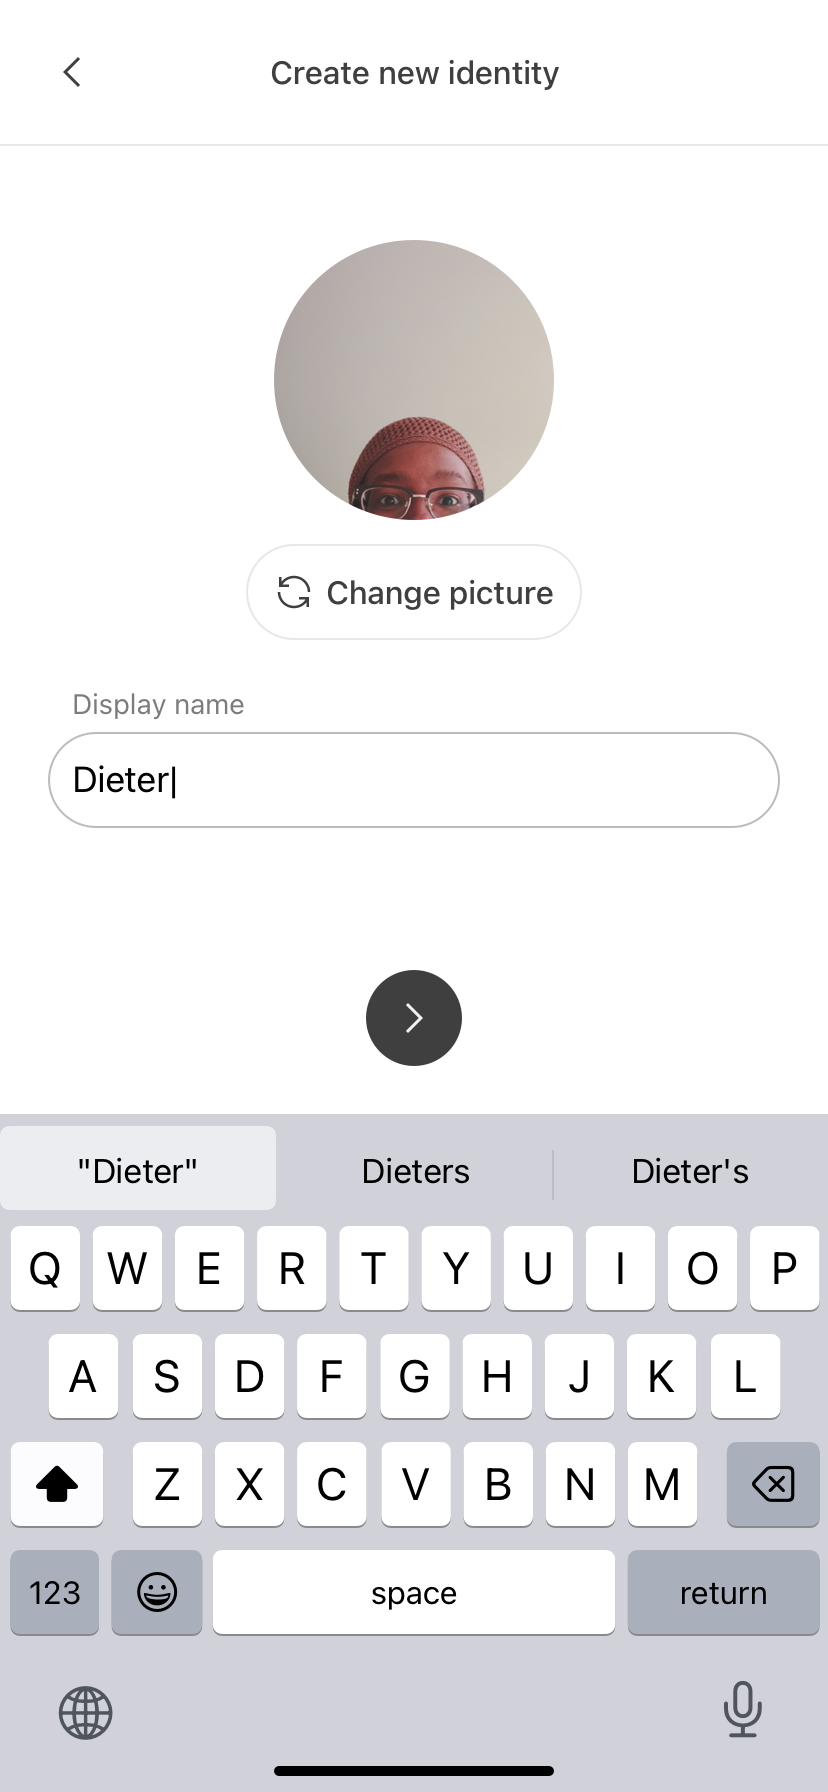 Create new identity
Change picture
Display name
Dieter
"Dieter" Dieters Dieter's
Q W E R T Y U I O P
A S D F G H J K L
Z X C V B N M
123 space return